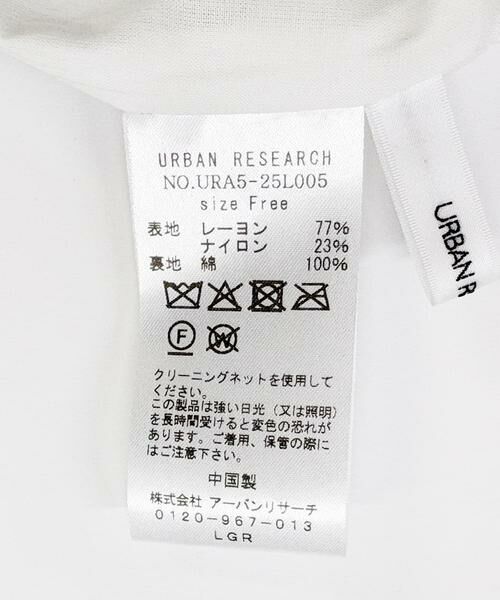 URBAN RESEARCH
NO.URA5-25L005
size Free
表地 レーヨン 77%
ナイロン 23%
裏地 綿 100%
F W
クリーニングネットを使用して
ください。
この製品は強い日光（又は照明）
を長時間受けると変色の恐れが
あります。ご着用、保管の際に
はご注意下さい。
中国製
株式会社 アーバンリサーチ
0120-967-013
LGR
URBAN R